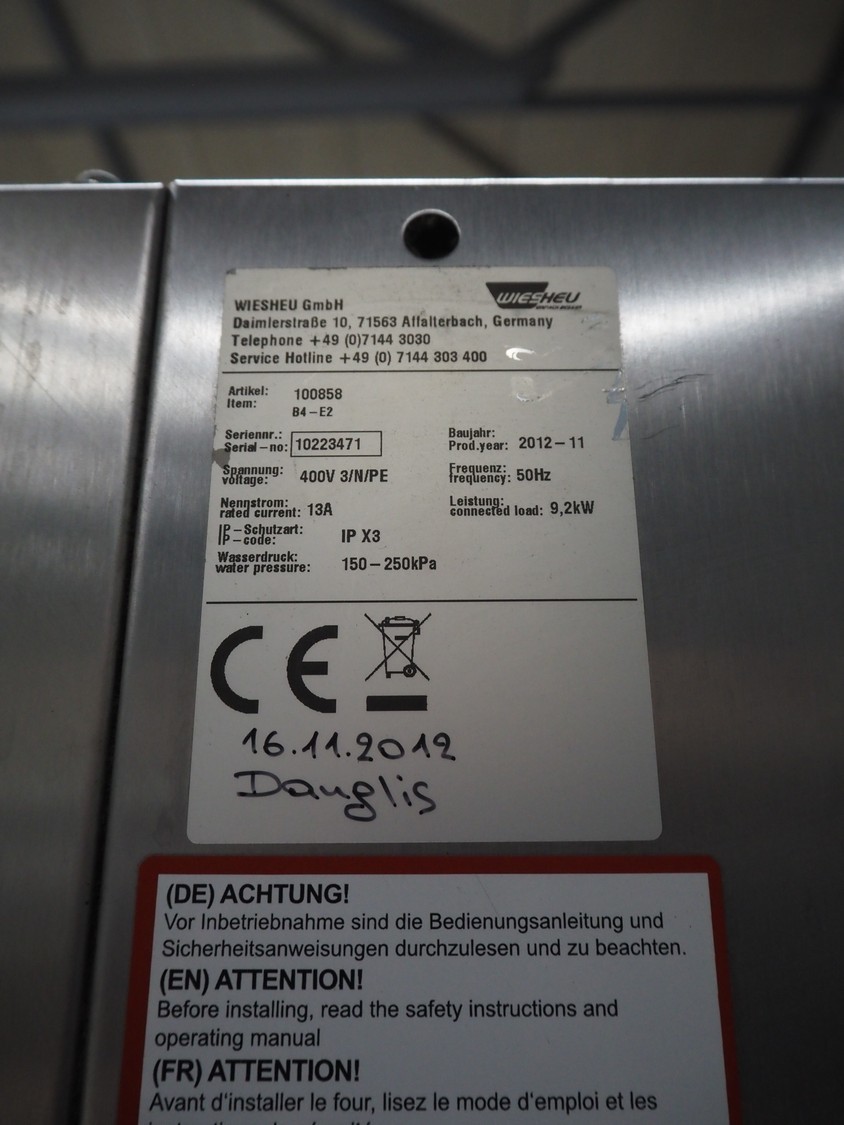 WIESHEU GmbH
WIESHEU
Daimlerstraße 10, 71563 Affalterbach, Germany
Telephone +49 (0)7144 3030
Service Hotline +49 (0) 7144 303 400
Artikel:
Item: 100858
B4-E2
Seriennr.:
Serial-no: 10223471
Baujahr:
Prod.year: 2012-11
Spannung:
voltage: 400V 3/N/PE
Frequenz:
frequency: 50Hz
Nennstrom:
rated current: 13A
Leistung:
connected load: 9,2kW
IP-Schutzart:
IP-code: IP X3
Wasserdruck:
water pressure: 150-250kPa
CE
16.11.2012
Dauglis
(DE) ACHTUNG!
Vor Inbetriebnahme sind die Bedienungsanleitung und
Sicherheitsanweisungen durchzulesen und zu beachten.
(EN) ATTENTION!
Before installing, read the safety instructions and
operating manual
(FR) ATTENTION!
Avant d'installer le four, lisez le mode d'emploi et les